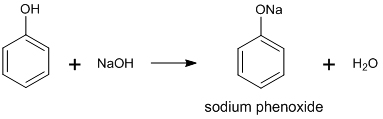 OH
ONa
+ NaOH + H₂O
sodium phenoxide